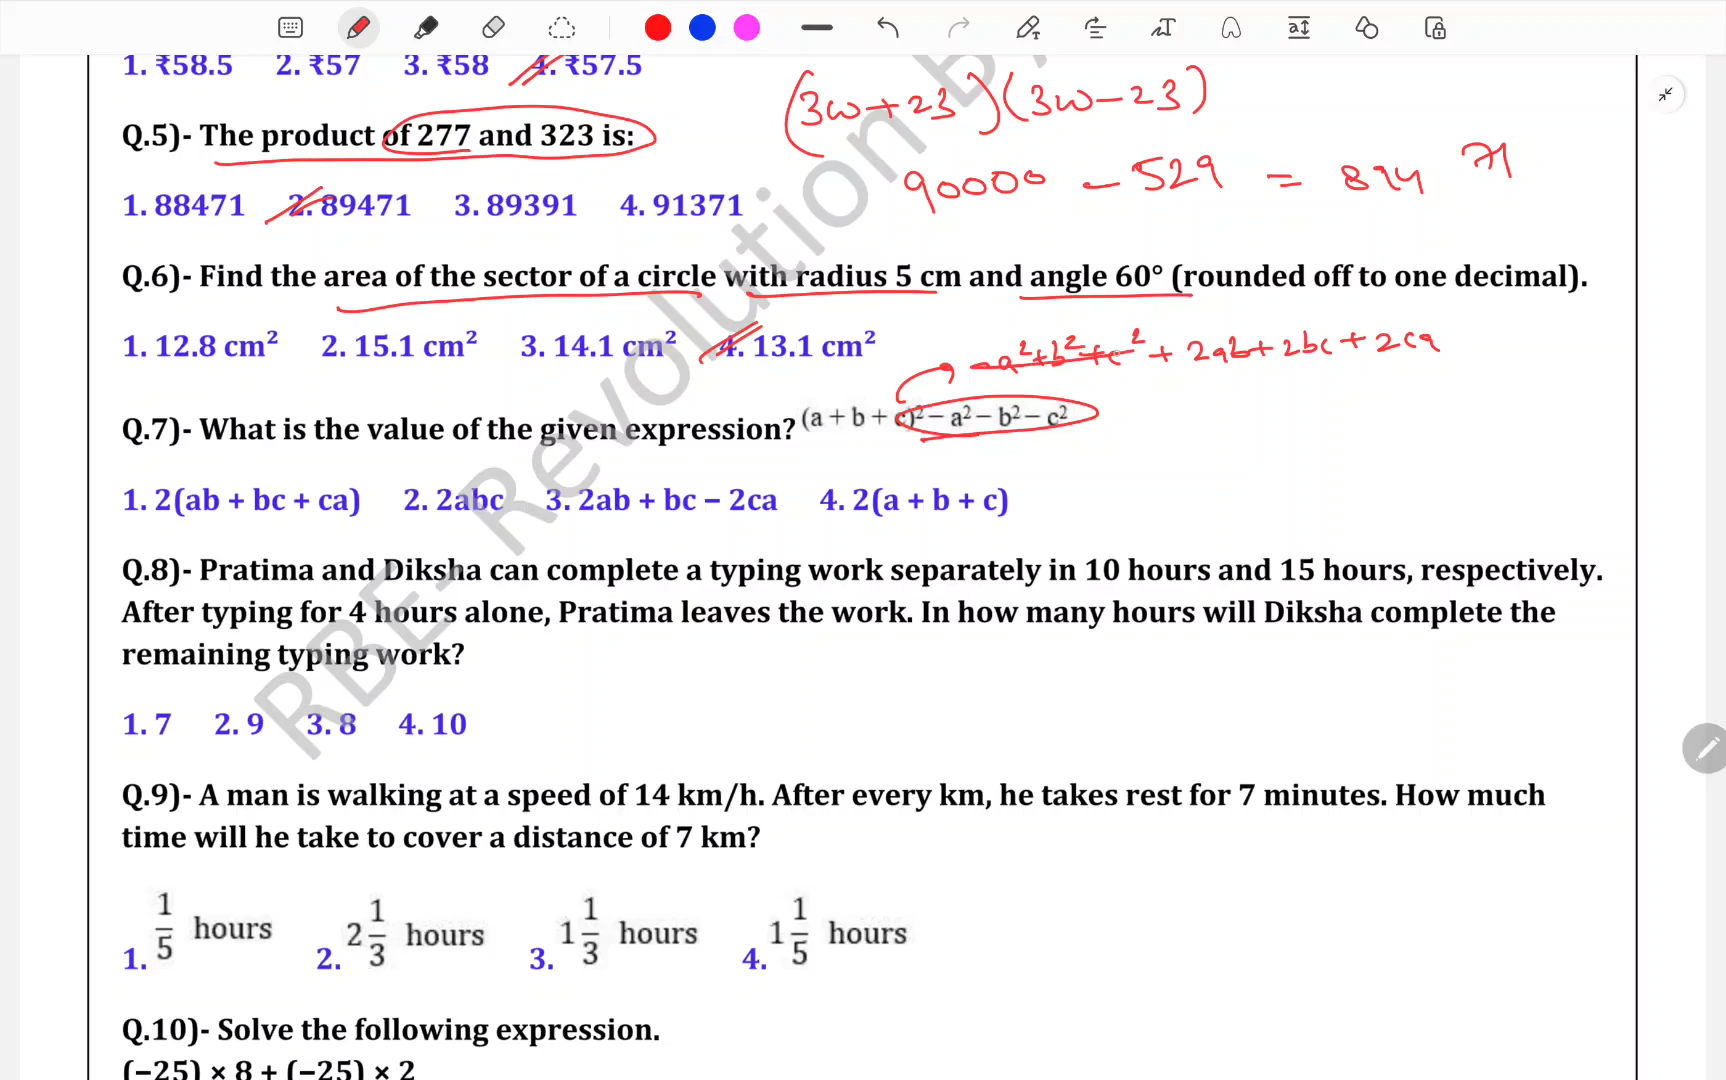 1. ₹58.5 2. ₹57 3. ₹58 4. ₹57.5
(300+23)(300-23)
Q.5)- The product of 277 and 323 is:
90000 - 529 = 894 71
1. 88471 2. 89471 3. 89391 4. 91371
Q.6)- Find the area of the sector of a circle with radius 5 cm and angle 60° (rounded off to one decimal).
1. 12.8 cm² 2. 15.1 cm² 3. 14.1 cm² 4. 13.1 cm²
a²+b²+c² + 2ab+2bc+2ca
Q.7)- What is the value of the given expression? (a + b + c)² – a² – b² – c²
1. 2(ab + bc + ca) 2. 2abc 3. 2ab + bc – 2ca 4. 2(a + b + c)
Q.8)- Pratima and Diksha can complete a typing work separately in 10 hours and 15 hours, respectively.
After typing for 4 hours alone, Pratima leaves the work. In how many hours will Diksha complete the
remaining typing work?
1. 7 2. 9 3. 8 4. 10
Q.9)- A man is walking at a speed of 14 km/h. After every km, he takes rest for 7 minutes. How much
time will he take to cover a distance of 7 km?
1. 1/5 hours 2. 2 1/3 hours 3. 1 1/3 hours 4. 1 1/5 hours
Q.10)- Solve the following expression.
(−25) × 8 + (−25) × 2
RBE- Revolution